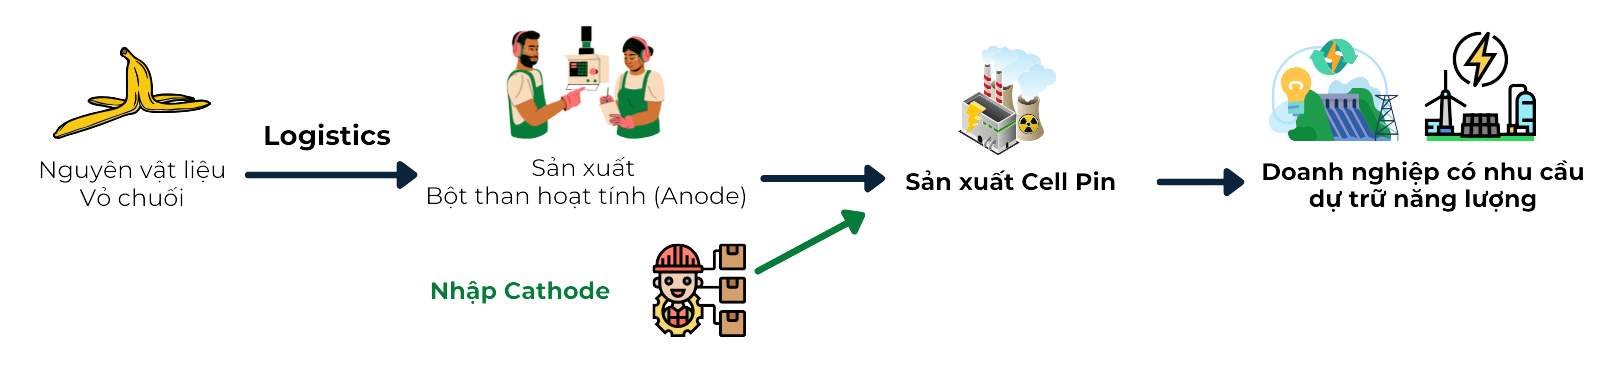 Nguyên vật liệu
Vỏ chuối
Logistics
Sản xuất
Bột than hoạt tính (Anode)
Nhập Cathode
Sản xuất Cell Pin
Doanh nghiệp có nhu cầu
dự trữ năng lượng